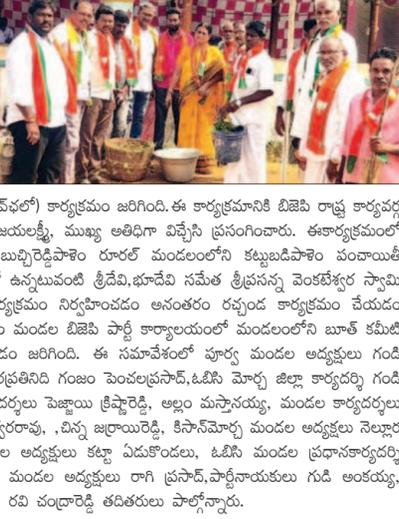 వ్‌ఛలో) కార్యక్రమం జరిగింది.ఈ కార్యక్రమానికి బిజెపి రాష్ట్ర కార్యవర్గ
జయలక్ష్మీ, ముఖ్య అతిధిగా విచ్చేసి ప్రసంగించారు. ఈకార్యక్రమంలో
బుచ్చిరెడ్డిపాళెం రూరల్ మండలంలోని కట్టుబడిపాళెం పంచాయితీ
ో ఉన్నటువంటి శ్రీదేవి,భూదేవి సమేత శ్రీప్రసన్న వెంకటేశ్వర స్వామి
ార్యక్రమం నిర్వహించడం అనంతరం రచ్చండ కార్యక్రమం చేయడం
ం మండల బిజెపి పార్టీ కార్యాలయంలో మండలంలోని బూత్ కమిటీ
డం జరిగింది. ఈ సమావేశంలో పూర్వ మండల అధ్యక్షులు గండి
రప్రతినిది గంజం పెంచలప్రసాద్,ఓబిసి మోర్చ జిల్లా కార్యదర్శి గండి
దర్శలు పెజ్జాయి క్రిష్ణారెడ్డి, అల్లం మస్తానయ్య, మండల కార్యదర్శలు
్వరరావు, ,చిన్న జర్రాయిరెడ్డి, కిసాన్‌మోర్చ మండల అధ్యక్షులు నెల్లూర
ల అధ్యక్షులు కట్టా ఏడుకొండలు, ఓబిసి మండల ప్రధానకార్యదర్శి
మండల అధ్యక్షులు రాగి ప్రసాద్,పార్టీనాయకులు గుడి అంకయ్య,
రవి చంద్రారెడ్డి తదితరులు పాల్గోన్నారు.